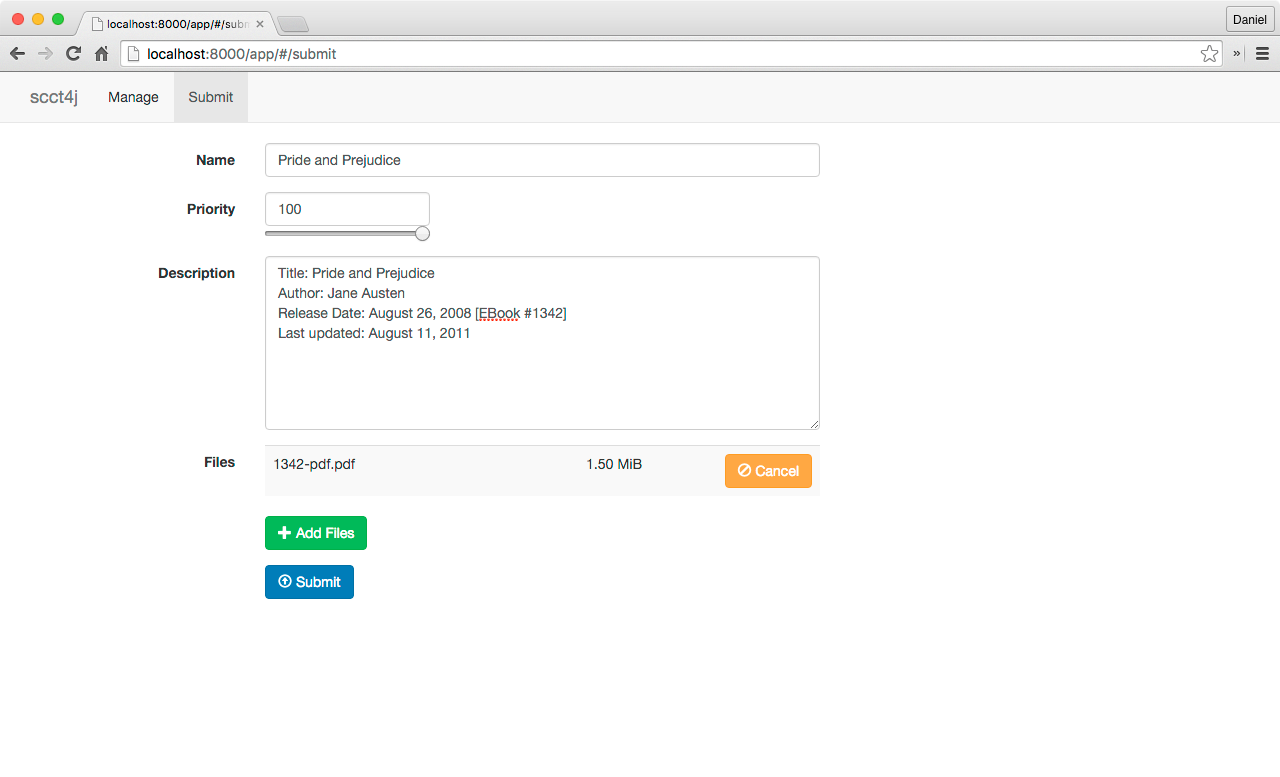 localhost:8000/app/#/subm
Daniel
localhost:8000/app/#/submit
»
scct4j Manage Submit
Name Pride and Prejudice
Priority 100
Description
Title: Pride and Prejudice
Author: Jane Austen
Release Date: August 26, 2008 [EBook #1342]
Last updated: August 11, 2011
Files 1342-pdf.pdf 1.50 MiB Cancel
Add Files
Submit